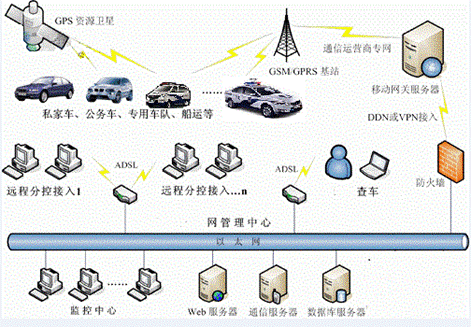 GPS 资源卫星
通信运营商专网
GSM/GPRS 基站
移动网关服务器
私家车、公务车、专用车队、船运等
DDN或VPN接入
ADSL
ADSL
远程分控接入1
远程分控接入...n
查车
防火墙
网管理中心
以太网
监控中心
Web 服务器
通信服务器
数据库服务器